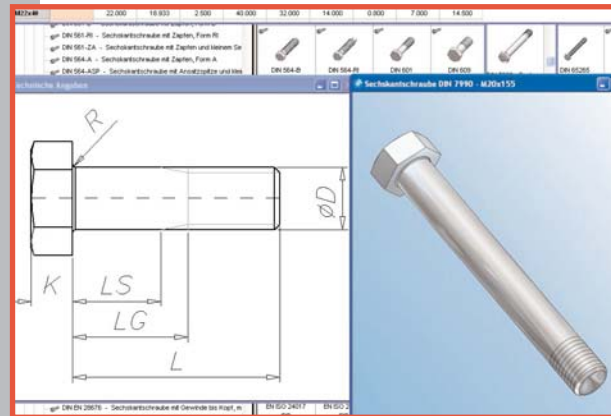 M22x46 22.000 18.933 2.500 40.000 32.000 14.000 0.800 7.000 14.500
DIN 561-RI - Sechskantschraube mit Zapfen, Form RI
DIN 561-ZA - Sechskantschraube mit Zapfen und kleinem Se
DIN 564-A - Sechskantschraube mit Zapfen, Form A
DIN 564-ASP - Sechskantschraube mit Ansatzspitze und klei
DIN 564-B DIN 564-RI DIN 601 DIN 609 DIN 65265
Technische Angaben
Sechskantschraube DIN 7990 - M20x155
R
ØD
K LS
LG
L
DIN EN 28676 - Sechskantschraube mit Gewinde bis Kopf, m
EN ISO 24017 EN ISO 2